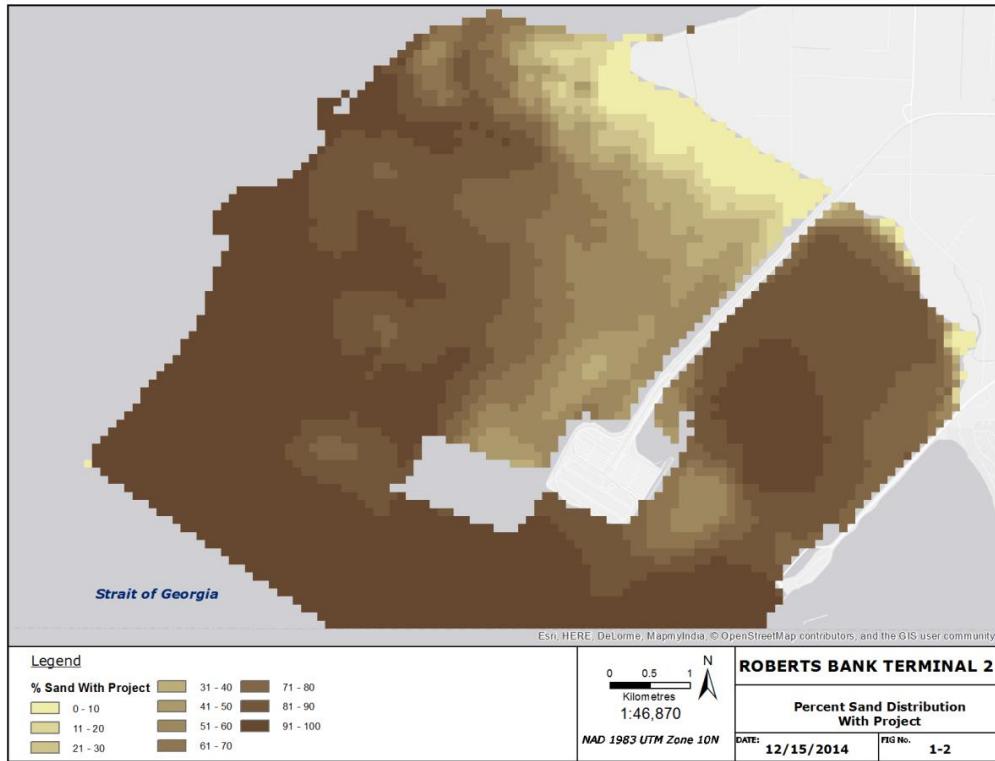 Strait of Georgia
Esri, HERE, DeLorme, MapmyIndia, © OpenStreetMap contributors, and the GIS user community
Legend
% Sand With Project
0 - 10
11 - 20
21 - 30
31 - 40
41 - 50
51 - 60
61 - 70
71 - 80
81 - 90
91 - 100
0 0.5 1
Kilometres
1:46,870
N
NAD 1983 UTM Zone 10N
ROBERTS BANK TERMINAL 2
Percent Sand Distribution
With Project
DATE: 12/15/2014
FIG No. 1-2